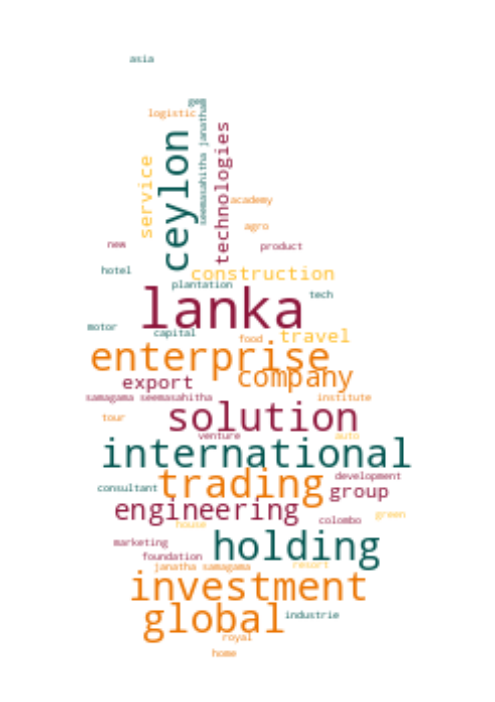 asia
gem
logistic
seemasahitha janatha
technologies
ceylon
service
academy
agro
new
product
hotel
construction
plantation
tech
lanka
motor
capital
food
travel
enterprise
company
export
samagama seemasahitha
institute
solution
tour
venture
auto
international
trading
development
consultant
group
engineering
colombo
green
house
marketing
holding
foundation
janatha samagama
resort
investment
global
industrie
royal
home